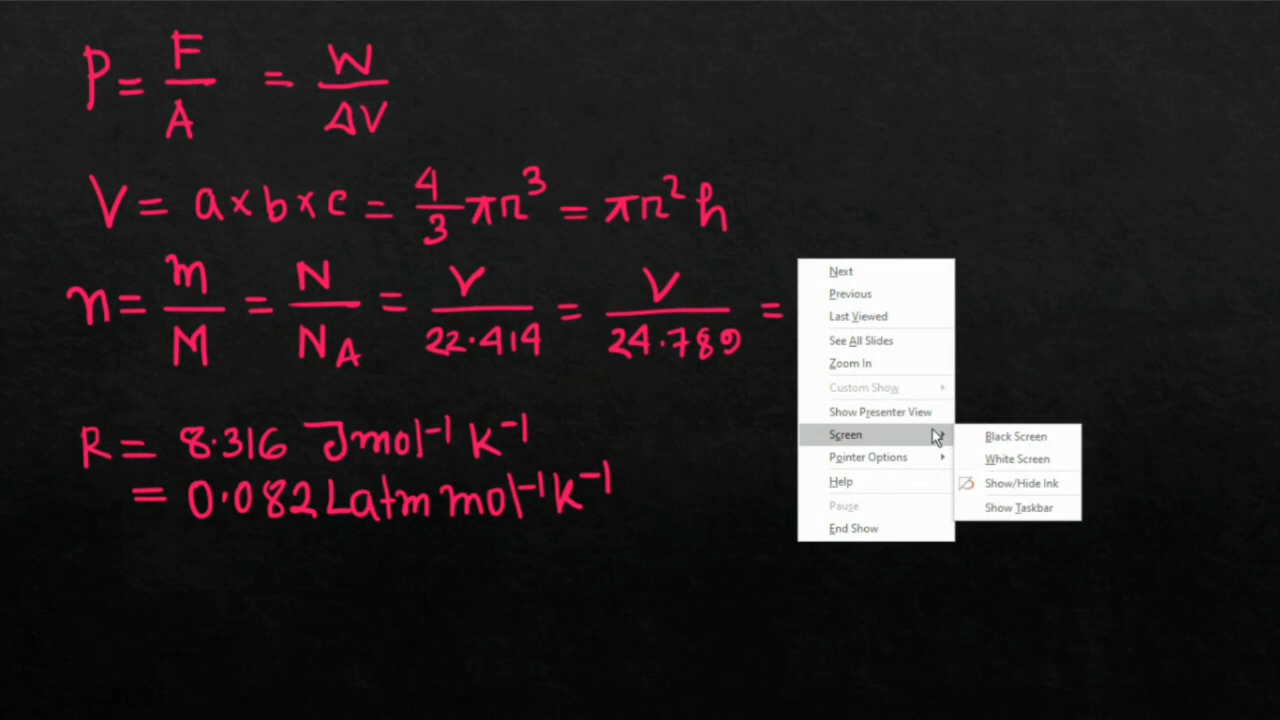 P = F/A = W/ΔV
V = a×b×c = 4/3 πr³ = πr²h
n = m/M = N/N_A = V/22.414 = V/24.789 =
R = 8.316 J mol⁻¹ K⁻¹
= 0.082 L atm mol⁻¹ K⁻¹
Next
Previous
Last Viewed
See All Slides
Zoom In
Custom Show
Show Presenter View
Screen
Pointer Options
Help
Pause
End Show
Black Screen
White Screen
Show/Hide Ink
Show Taskbar